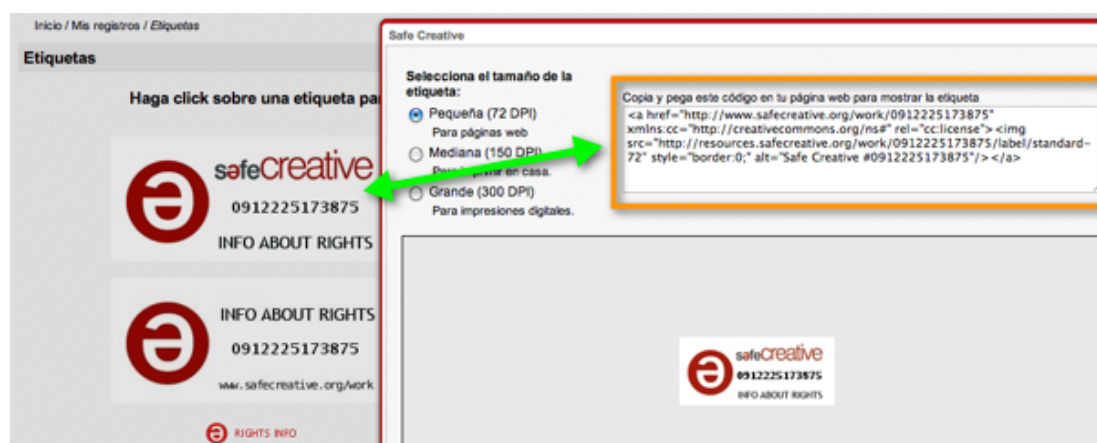 Inicio / Mis registros / Etiquetas
Etiquetas
Haga click sobre una etiqueta pa
safeCreative
0912225173875
INFO ABOUT RIGHTS
INFO ABOUT RIGHTS
0912225173875
www.safecreative.org/work
RIGHTS INFO
Safe Creative
Selecciona el tamaño de la
etiqueta:
Pequeña (72 DPI)
Para páginas web
Mediana (150 DPI)
Para imprimir en casa.
Grande (300 DPI)
Para impresiones digitales.
Copia y pega este código en tu página web para mostrar la etiqueta
<a href="http://www.safecreative.org/work/0912225173875"
xmlns:cc="http://creativecommons.org/ns#" rel="cc:license"><img
src="http://resources.safecreative.org/work/0912225173875/label/standard-
72" style="border:0;" alt="Safe Creative #0912225173875"/></a>
safeCreative
0912225173875
INFO ABOUT RIGHTS